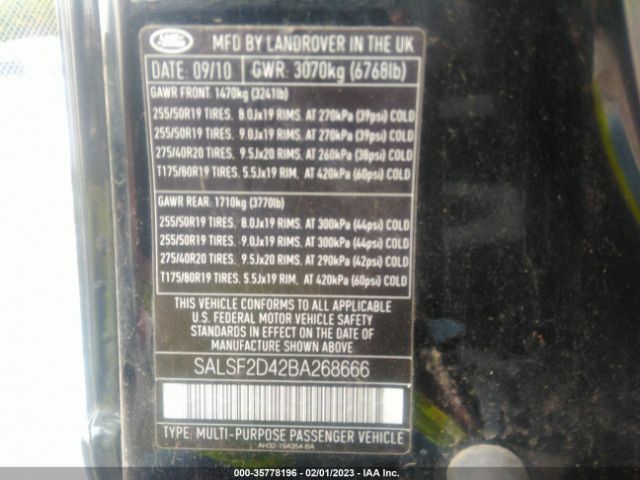 LAND ROVER
MFD BY LANDROVER IN THE UK
DATE: 09/10 GWR: 3070kg (6768lb)
GAWR FRONT: 1470kg (3241lb)
255/50R19 TIRES, 8.0Jx19 RIMS, AT 270kPa (39psi) COLD
255/50R19 TIRES, 9.0Jx19 RIMS, AT 270kPa (39psi) COLD
275/40R20 TIRES, 9.5Jx20 RIMS, AT 260kPa (38psi) COLD
T175/80R19 TIRES, 5.5Jx19 RIM, AT 420kPa (60psi) COLD
GAWR REAR: 1710kg (3770lb)
255/50R19 TIRES, 8.0Jx19 RIMS, AT 300kPa (44psi) COLD
255/50R19 TIRES, 9.0Jx19 RIMS, AT 300kPa (44psi) COLD
275/40R20 TIRES, 9.5Jx20 RIMS, AT 290kPa (42psi) COLD
T175/80R19 TIRES, 5.5Jx19 RIM, AT 420kPa (60psi) COLD
THIS VEHICLE CONFORMS TO ALL APPLICABLE
U.S. FEDERAL MOTOR VEHICLE SAFETY
STANDARDS IN EFFECT ON THE DATE OF
MANUFACTURE SHOWN ABOVE
SALSF2D42BA268666
TYPE: MULTI-PURPOSE PASSENGER VEHICLE
AH32-15A354-BA
000-35778196 - 02/01/2023 - IAA Inc.